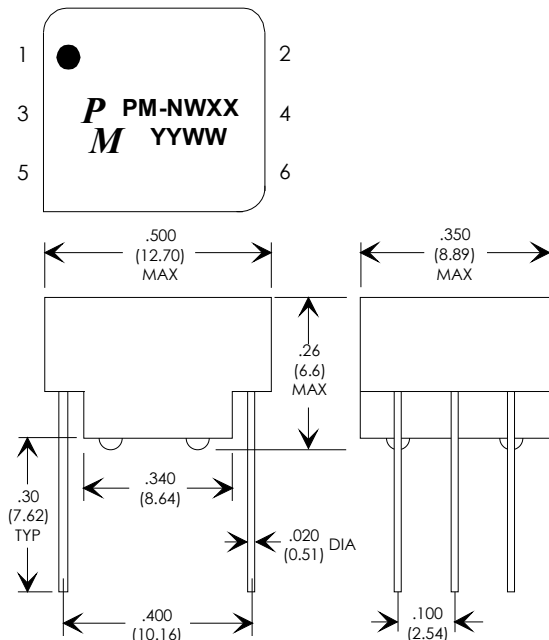 1 2
3 P PM-NWXX 4
M YYWW
5 6
.500
(12.70)
MAX
.350
(8.89)
MAX
.26
(6.6)
MAX
.30
(7.62)
TYP
.340
(8.64)
.020
(0.51) DIA
.400
(10.16)
.100
(2.54)